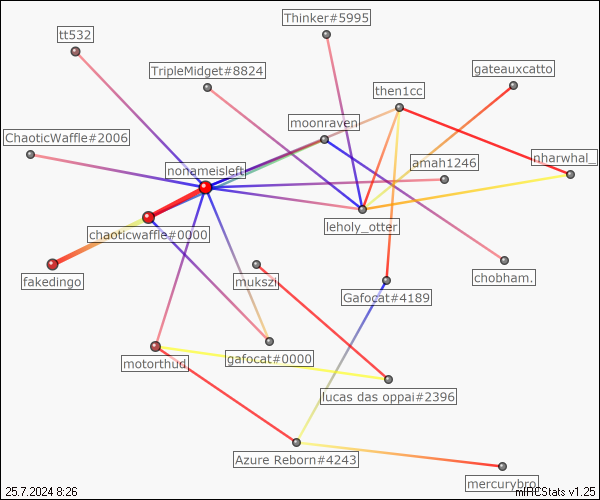 Thinker#5995
tt532
TripleMidget#8824
gateauxcatto
then1cc
moonraven
ChaoticWaffle#2006
nonameisleft
amah1246
nharwhal_
chaoticwaffle#0000
leholy_otter
fakedingo
mukszi
chobham.
Gafocat#4189
motorthud
gafocat#0000
lucas das oppai#2396
Azure Reborn#4243
mercurybro
25.7.2024 8:26
mIRCStats v1.25